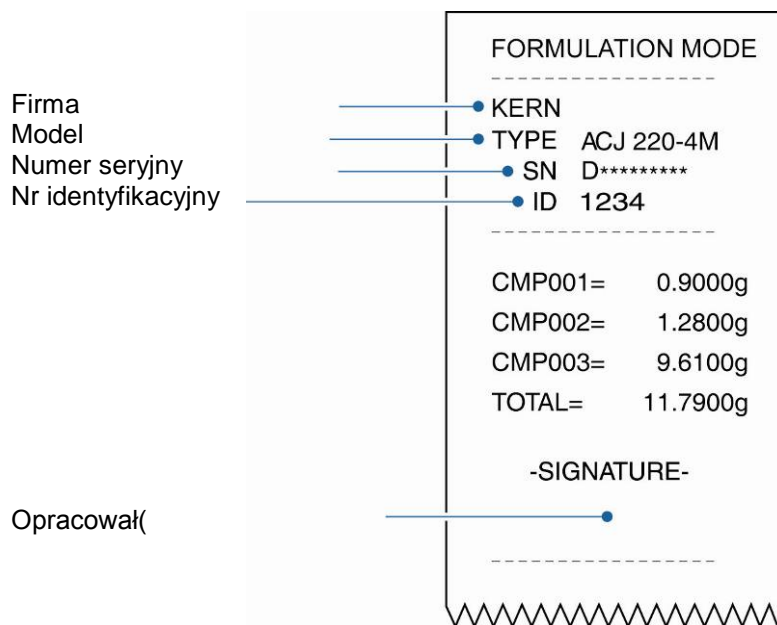 FORMULATION MODE
Firma
KERN
Model
TYPE ACJ 220-4M
Numer seryjny
SN D*********
Nr identyfikacyjny
ID 1234
CMP001= 0.9000g
CMP002= 1.2800g
CMP003= 9.6100g
TOTAL= 11.7900g
-SIGNATURE-
Opracował(